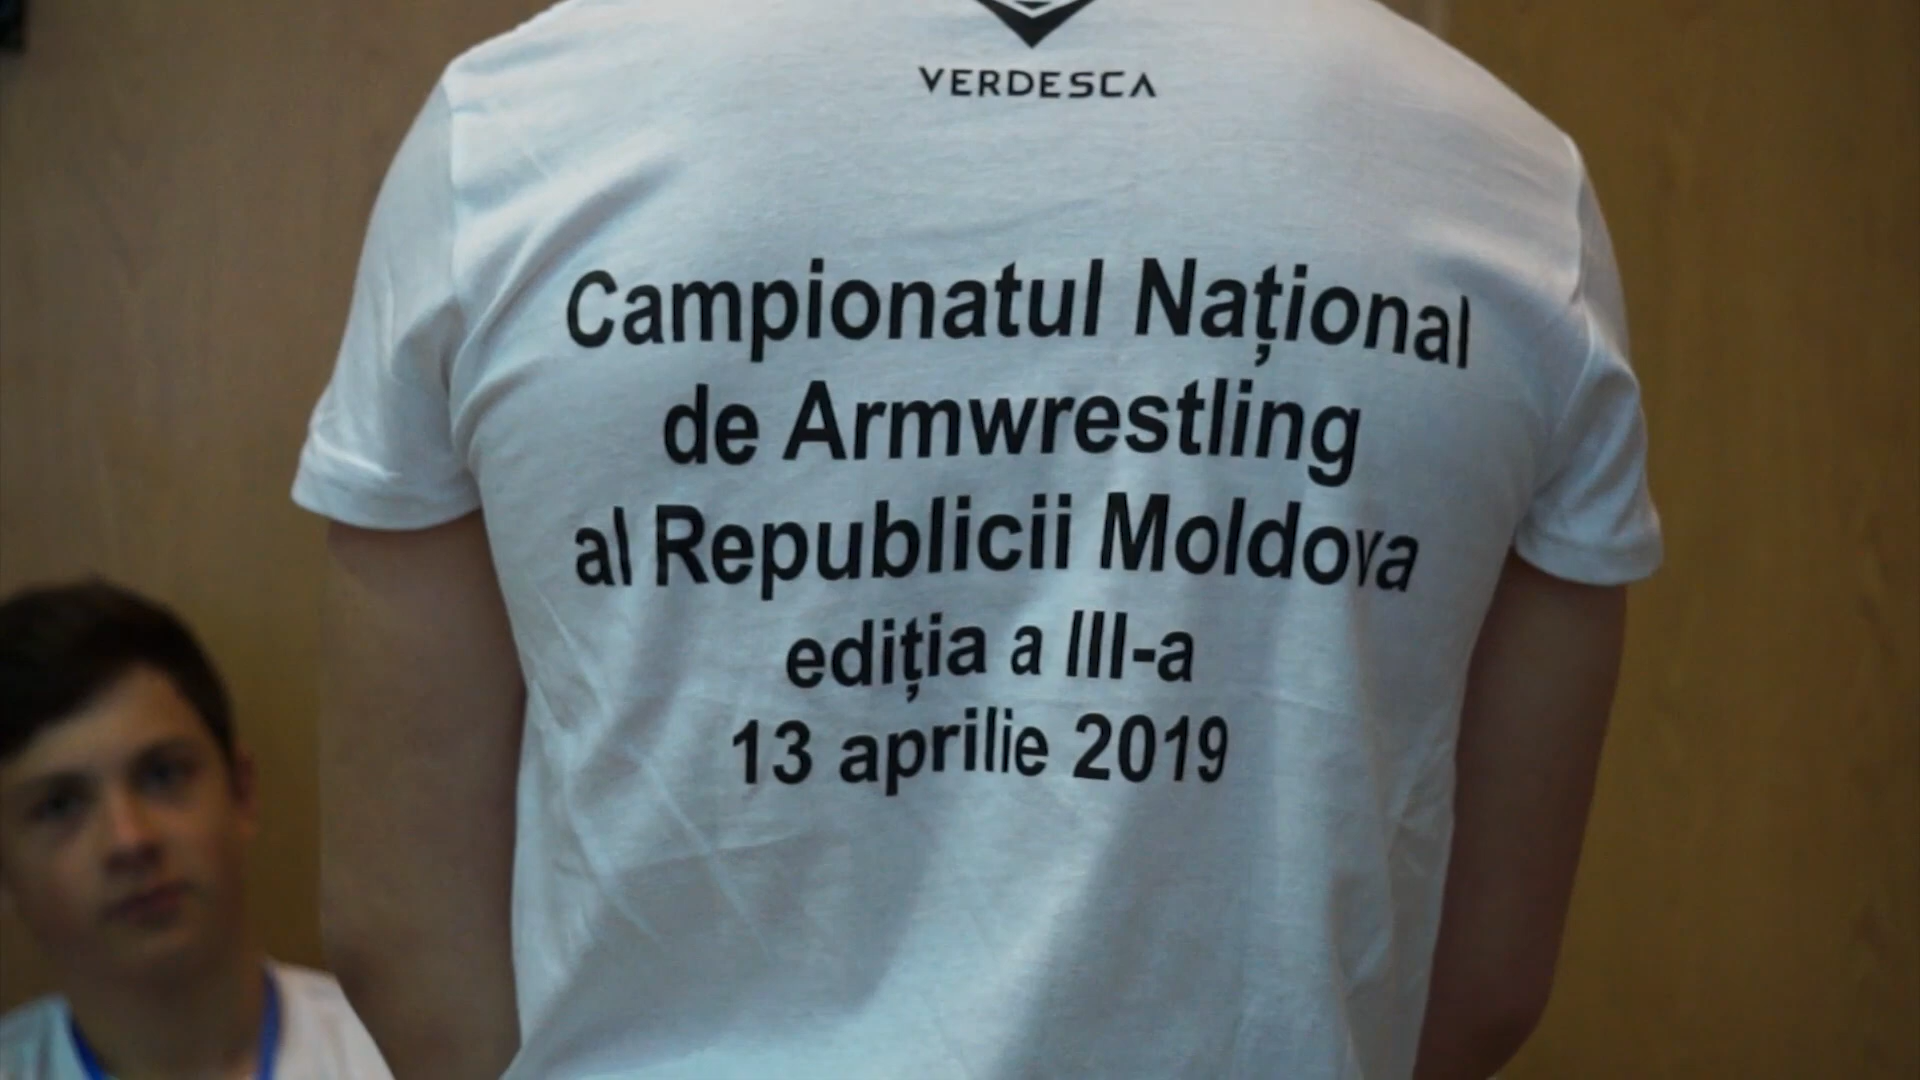 VERDESCA
Campionatul Național
de Armwrestling
al Republicii Moldova
ediția a III-a
13 aprilie 2019